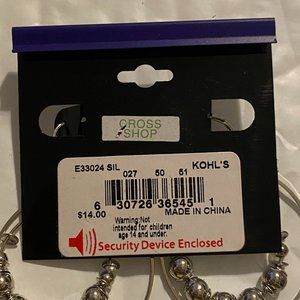 CROSS
SHOP
E33024 SIL
KOHL'S
027 50 51
6 30726 36545 1
$14.00
MADE IN CHINA
Warning:Not
intended for children
age 14 and under.
Security Device Enclosed